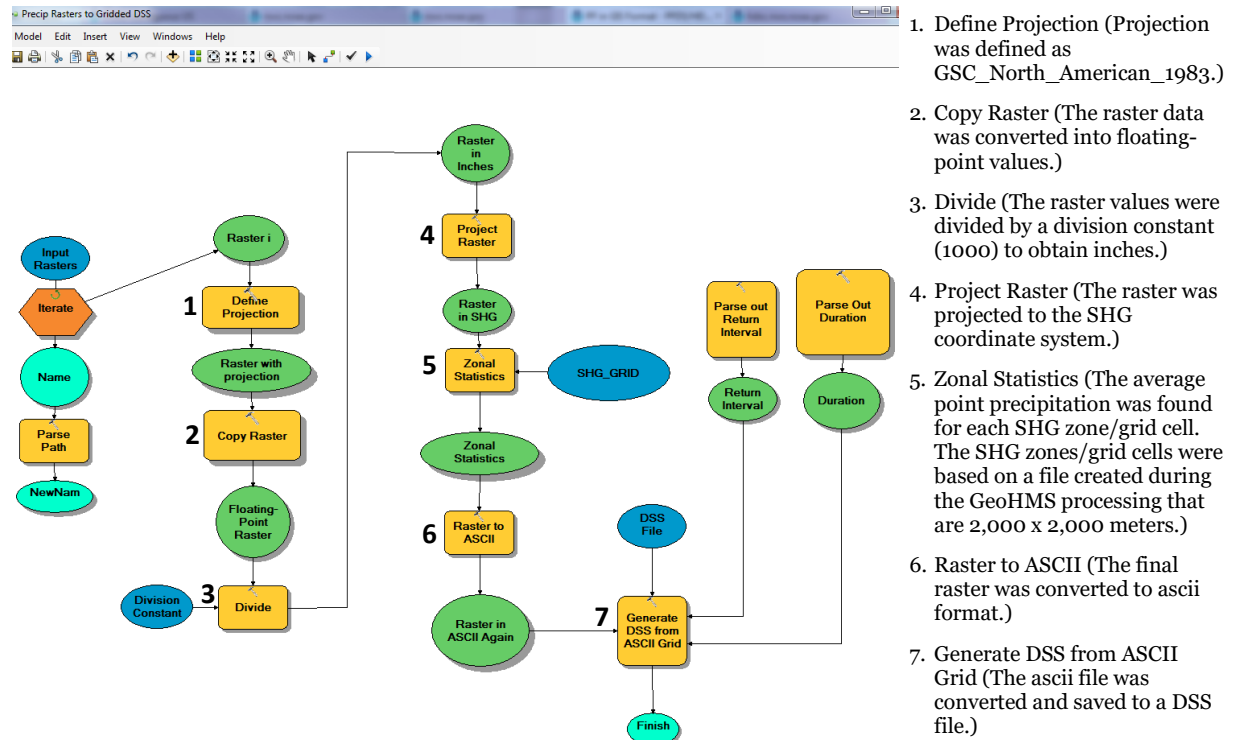 Precip Rasters to Gridded DSS
Model Edit Insert View Windows Help
Input
Rasters
Iterate
Name
Parse
Path
NewNam
Raster i
1
Define
Projection
Raster with
projection
2
Copy Raster
Floating-
Point
Raster
Division
Constant
3
Divide
Raster
in
Inches
4
Project
Raster
Raster
in SHG
5
Zonal
Statistics
SHG_GRID
Zonal
Statistics
6
Raster to
ASCII
Raster in
ASCII Again
DSS
File
7
Generate
DSS from
ASCII Grid
Finish
Parse out
Return
Interval
Return
Interval
Parse Out
Duration
Duration
1. Define Projection (Projection
was defined as
GSC_North_American_1983.)
2. Copy Raster (The raster data
was converted into floating-
point values.)
3. Divide (The raster values were
divided by a division constant
(1000) to obtain inches.)
4. Project Raster (The raster was
projected to the SHG
coordinate system.)
5. Zonal Statistics (The average
point precipitation was found
for each SHG zone/grid cell.
The SHG zones/grid cells were
based on a file created during
the GeoHMS processing that
are 2,000 x 2,000 meters.)
6. Raster to ASCII (The final
raster was converted to ascii
format.)
7. Generate DSS from ASCII
Grid (The ascii file was
converted and saved to a DSS
file.)